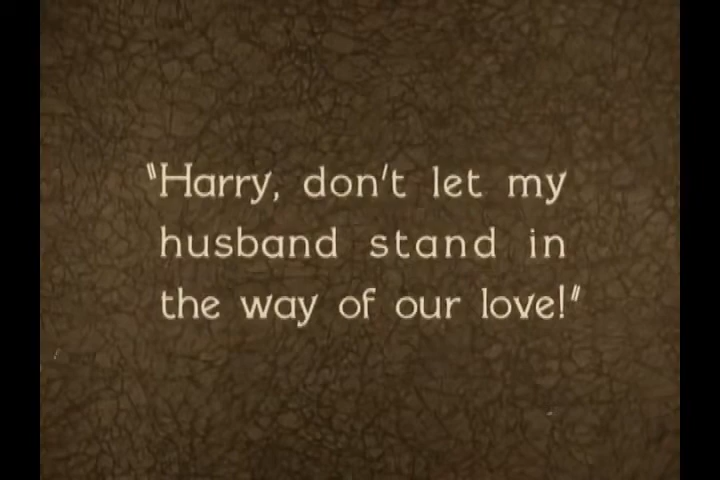 "Harry, don't let my
husband stand in
the way of our love!"